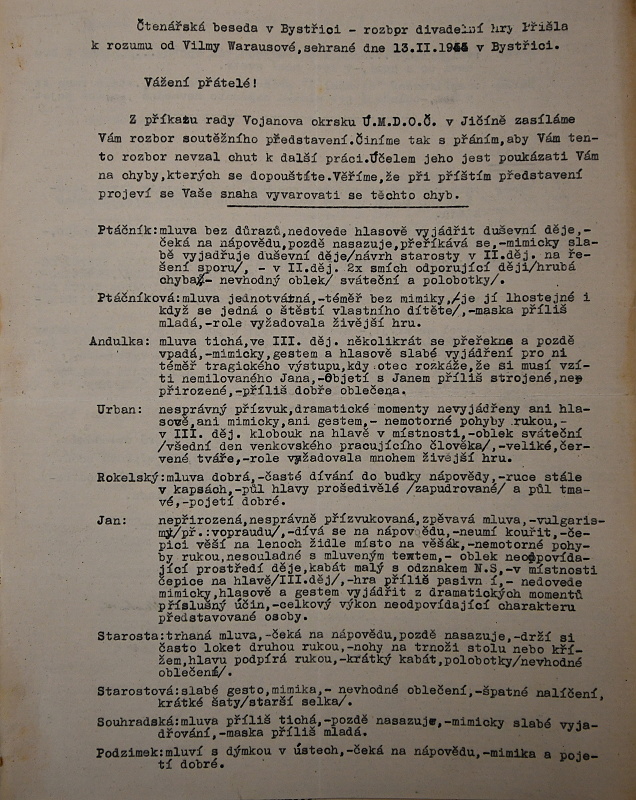 Čtenářská beseda v Bystřici - rozbor divadelní hry Přišla
k rozumu od Vilmy Warausové, sehrané dne 13.II.1944 v Bystřici.
Vážení přátelé!
Z příkazu rady Vojanova okrsku Ú.M.D.O.Č. v Jičíně zasíláme
Vám rozbor soutěžního představení.Činíme tak s přáním,aby Vám ten-
to rozbor nevzal chut k další práci.Účelem jeho jest poukázati Vám
na chyby,kterých se dopouštíte.Věříme,že při příštím představení
projeví se Vaše snaha vyvarovati se těchto chyb.
Ptáčník:mluva bez důrazů,nedovede hlasově vyjádřit duševní děje,-
čeká na nápovědu,pozdě nasazuje,přeříkává se,-mimicky sla-
bě vyjadřuje duševní děje/návrh starosty v II.děj. na ře-
šení sporu/, - v II.děj. 2x smích odporující ději/hrubá
chyba/- nevhodný oblek/ sváteční a polobotky/.
Ptáčníková:mluva jednotvátná,-téměř bez mimiky,/je jí lhostejné i
když se jedná o štěstí vlastního dítěte/,-maska příliš
mladá,-role vyžadovala živější hru.
Andulka: mluva tichá,ve III. děj. několikrát se přeřekne a pozdě
vpadá,-mimicky,gestem a hlasově slabé vyjádření pro ni
téměř tragického výstupu,kdy otec rozkáže,že si musí vzí-
ti nemilovaného Jana,-Objetí s Janem příliš strojené,ne-
přirozené,-příliš dobře oblečena.
Urban: nesprávný přízvuk,dramatické momenty nevyjádřeny ani hla-
sově,ani mimicky,ani gestem,- nemotorné pohyby rukou,-
v III. děj. klobouk na hlavě v místnosti,-oblek sváteční
/všední den venkovského pracujícího člověka/,-veliké,čer-
vené tváře,-role vyžadovala mnohem živější hru.
Rokelský:mluva dobrá,-časté dívání do budky nápovědy,-ruce stále
v kapsách,-půl hlavy prošedivělé /zapudrované/ a půl tma-
vé,-pojetí dobré.
Jan: nepřirozená,nesprávně přízvukovaná,zpěvavá mluva,-vulgaris-
my/př.:vopraudu/,-dívá se na nápovědu,-neumí kouřit,-če-
pici věší na lenoch židle místo na věšák,-nemotorné pohy-
by rukou,nesouladné s mluveným textem,- oblek neodpovída-
jící prostředí děje,kabát malý s odznakem N.S,-v místnosti
čepice na hlavě/III.děj/,-hra příliš pasivn í,- nedovede
mimicky,hlasově a gestem vyjádřit z dramatických momentů
příslušný účin,-celkový výkon neodpovídající charakteru
představované osoby.
Starosta:trhaná mluva,-čeká na nápovědu,pozdě nasazuje,-drží si
často loket druhou rukou,-nohy na trnoži stolu nebo kří-
žem,hlavu podpírá rukou,-krátký kabát,polobotky/nevhodné
oblečení/.
Starostová:slabé gesto,mimika,- nevhodné oblečení,-špatné nalíčení,
krátké šaty/starší selka/.
Souhradská:mluva příliš tichá,-pozdě nasazuje,-mimicky slabé vyja-
dřování,-maska příliš mladá.
Podzimek:mluví s dýmkou v ústech,-čeká na nápovědu,-mimika a poje-
tí dobré.